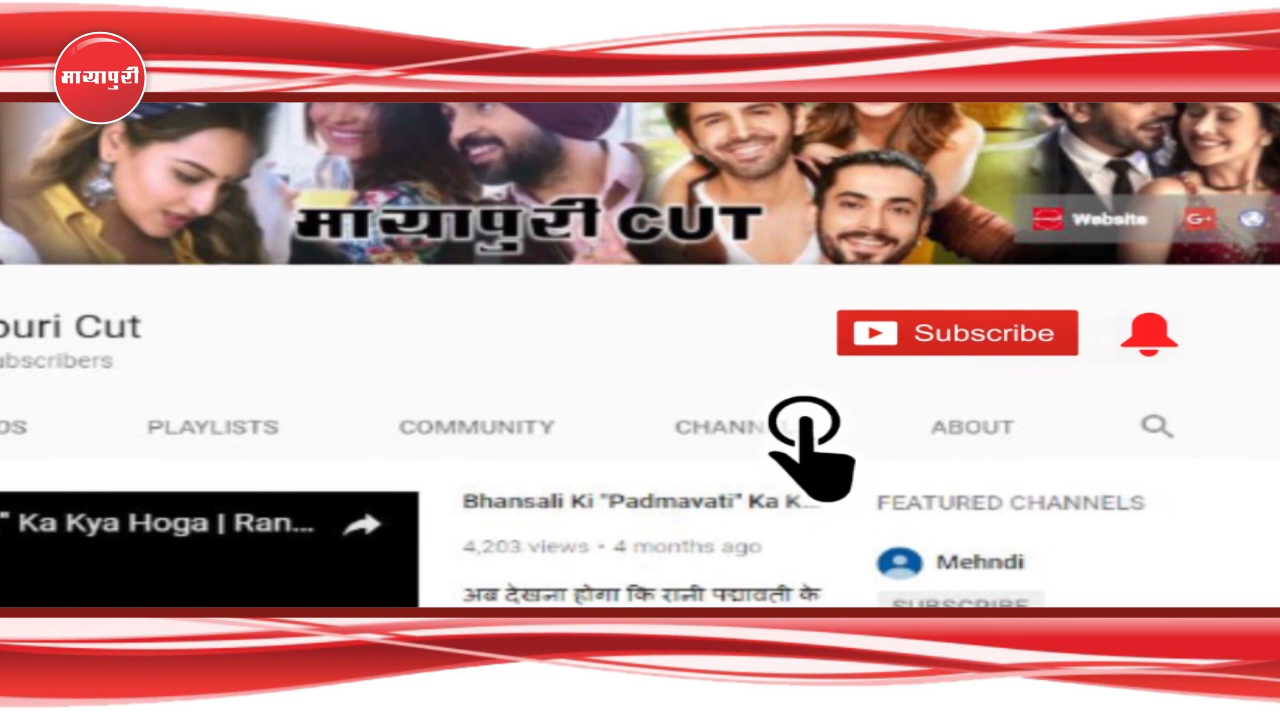 मायापुरी
मायापुरी CUT
Website
G+
puri Cut
ubscribers
Subscribe
OS
PLAYLISTS
COMMUNITY
CHANN
ABOUT
" Ka Kya Hoga | Ran...
Bhansali Ki "Padmavati" Ka K...
4,203 views • 4 months ago
अब देखना होगा कि रानी पद्मावती के
FEATURED CHANNELS
Mehndi
SUBSCRIBE